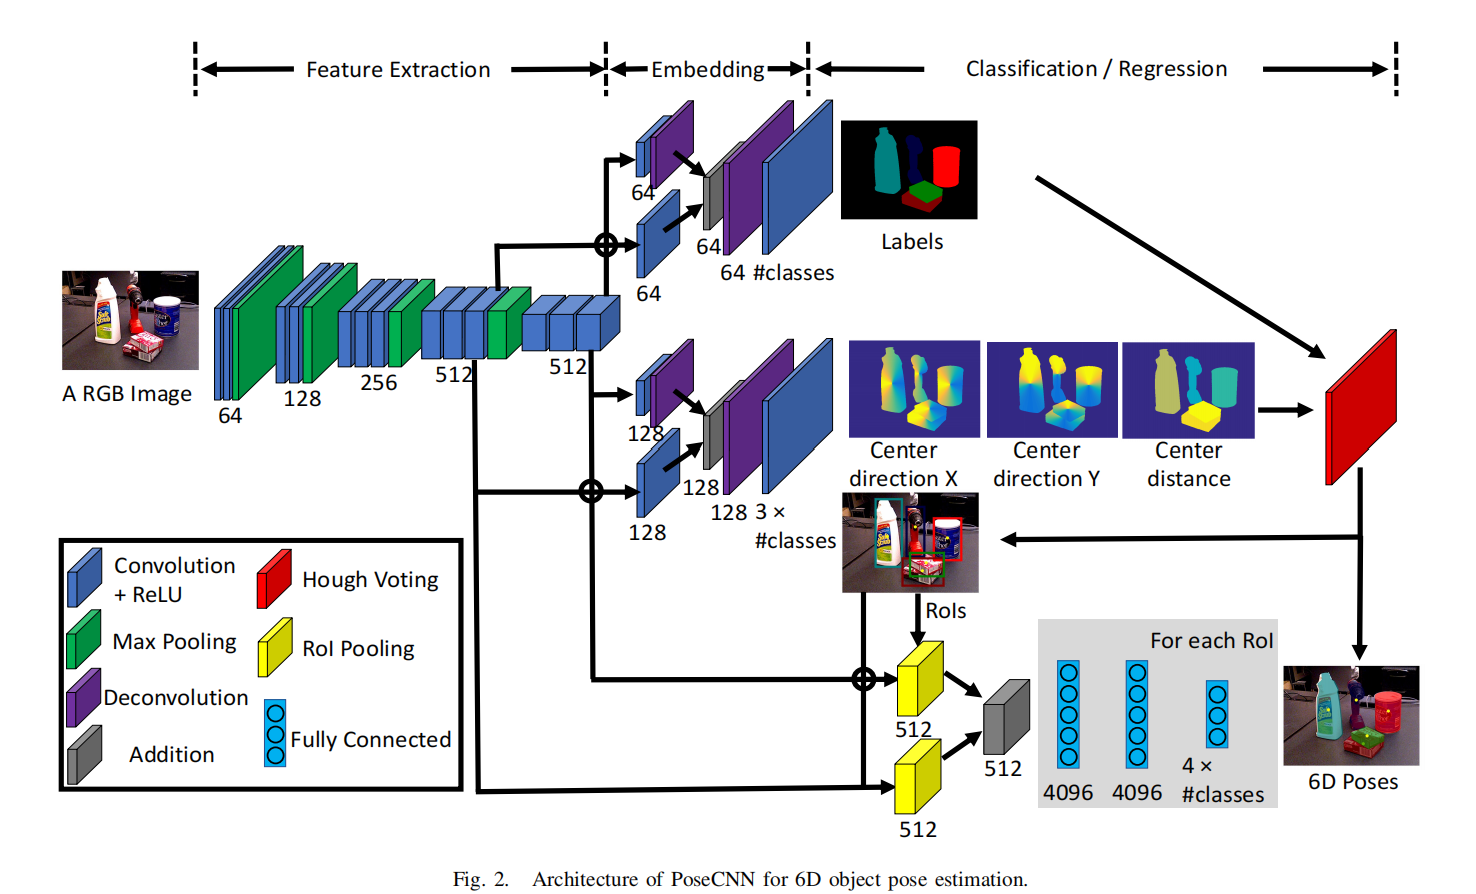 Feature Extraction
Embedding
Classification / Regression
64
64
64
64 #classes
Labels
A RGB Image
64
128
256
512
512
128
128
128
128 3 ×
#classes
Center
direction X
Center
direction Y
Center
distance
RoIs
Convolution
+ ReLU
Hough Voting
Max Pooling
RoI Pooling
Deconvolution
Addition
Fully Connected
512
512
512
For each RoI
4096
4096
4 ×
#classes
6D Poses
Fig. 2. Architecture of PoseCNN for 6D object pose estimation.